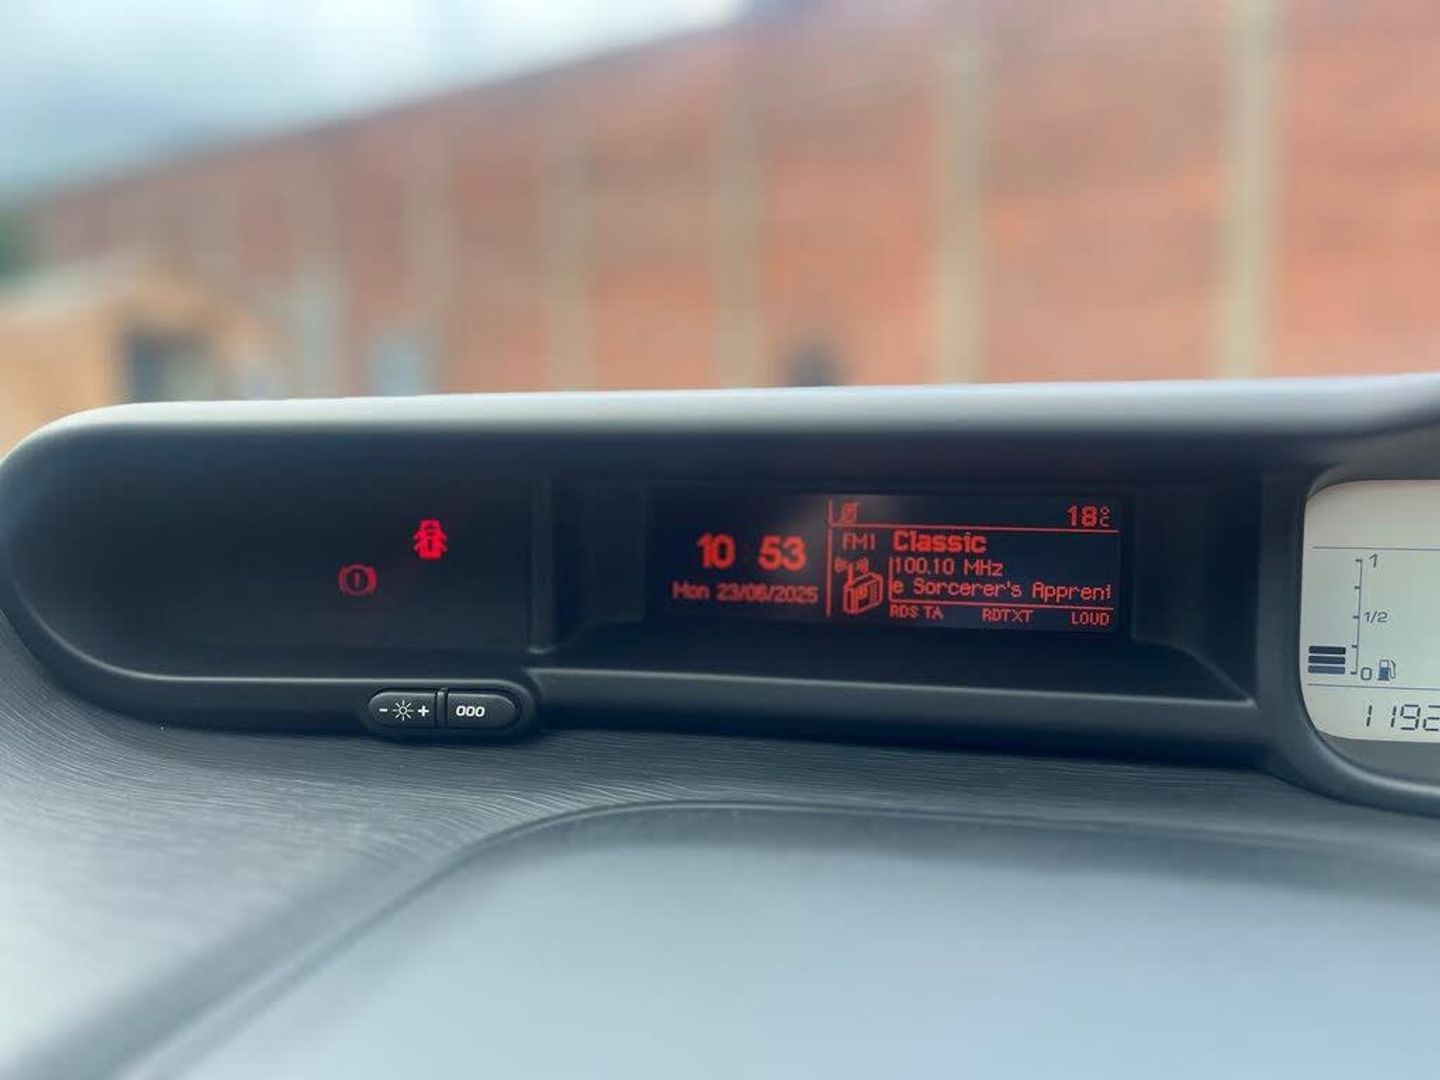 18°C
10 53
FM1 Classic
100.10 MHz
Mon 23/06/2025
e Sorcerer's Apprent
RDS TA RDTXT LOUD
- + 000
1
1/2
0
1192